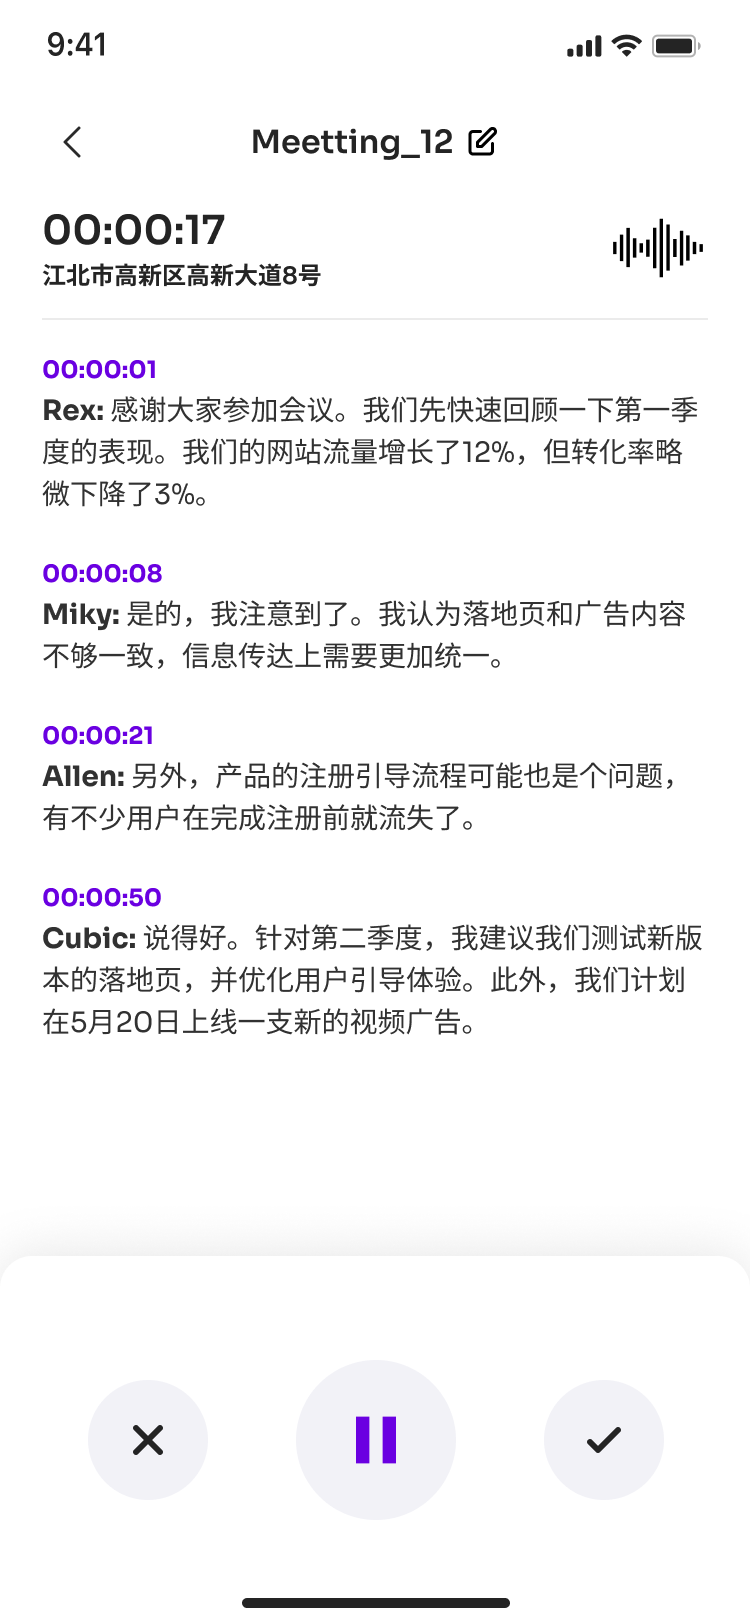 9:41
Meetting_12
00:00:17
江北市高新区高新大道8号
00:00:01
Rex: 感谢大家参加会议。我们先快速回顾一下第一季
度的表现。我们的网站流量增长了12%，但转化率略
微下降了3%。
00:00:08
Miky: 是的，我注意到了。我认为落地页和广告内容
不够一致，信息传达上需要更加统一。
00:00:21
Allen: 另外，产品的注册引导流程可能也是个问题，
有不少用户在完成注册前就流失了。
00:00:50
Cubic: 说得好。针对第二季度，我建议我们测试新版
本的落地页，并优化用户引导体验。此外，我们计划
在5月20日上线一支新的视频广告。